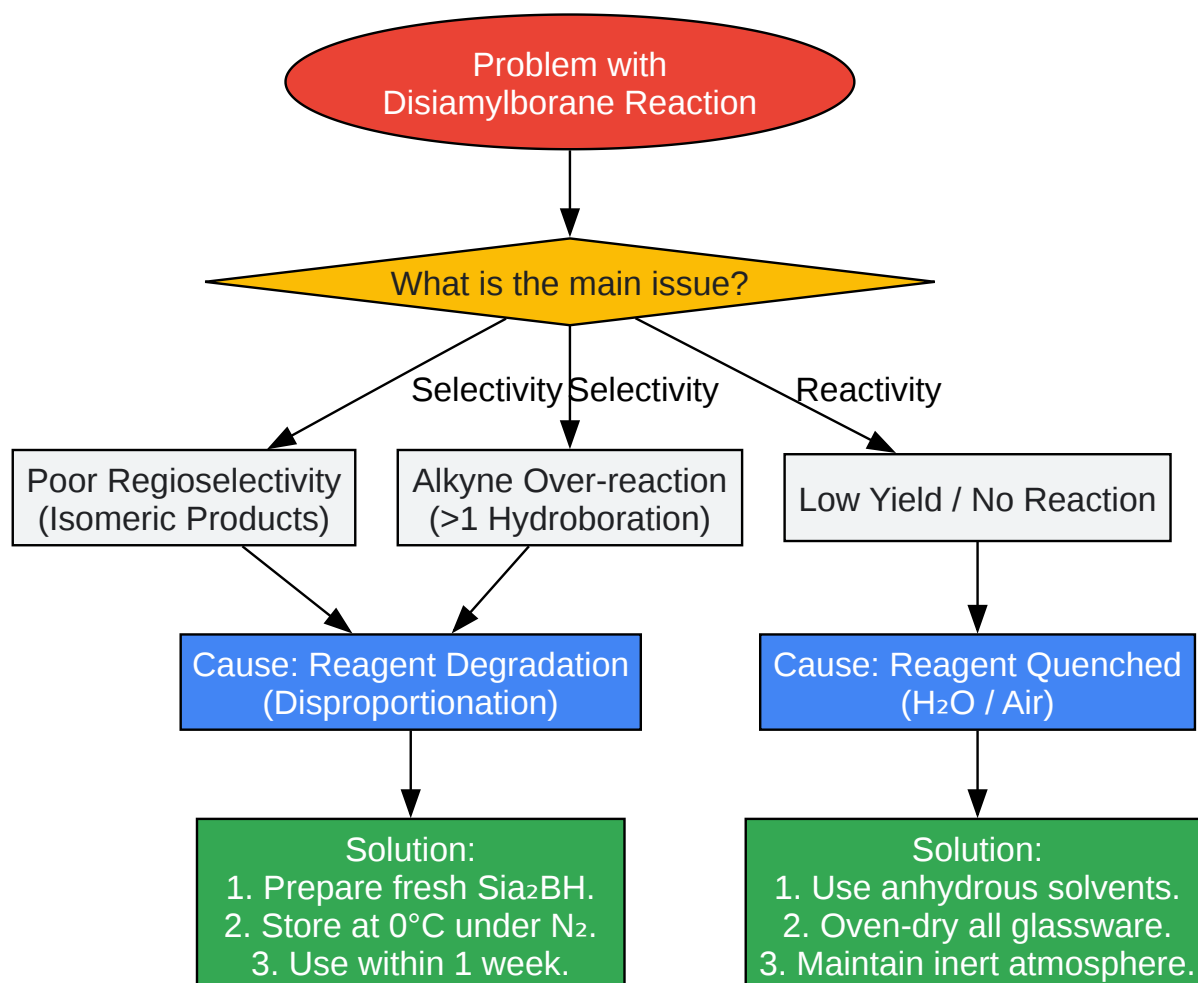 Problem with
Disiamylborane Reaction
What is the main issue?
Selectivity
Selectivity
Reactivity
Poor Regioselectivity
(Isomeric Products)
Alkyne Over-reaction
(>1 Hydroboration)
Low Yield / No Reaction
Cause: Reagent Degradation
(Disproportionation)
Cause: Reagent Quenched
(H₂O / Air)
Solution:
1. Prepare fresh Sia₂BH.
2. Store at 0°C under N₂.
3. Use within 1 week.
Solution:
1. Use anhydrous solvents.
2. Oven-dry all glassware.
3. Maintain inert atmosphere.